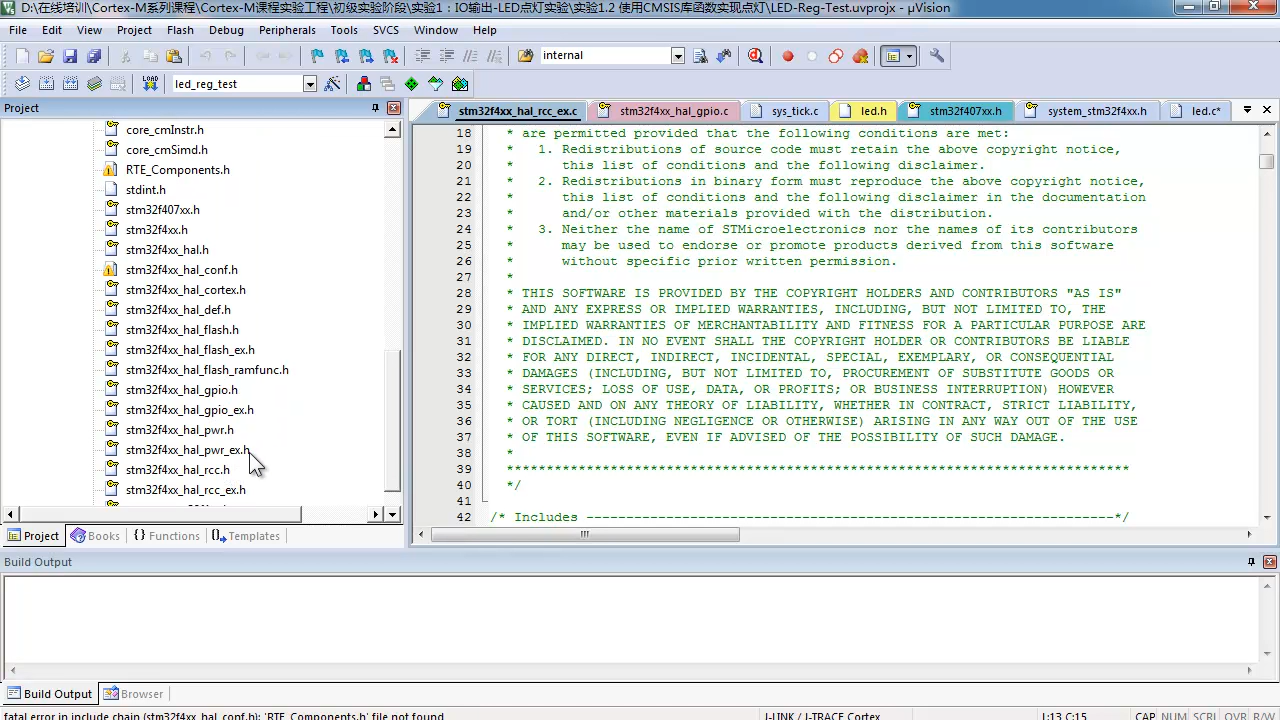 D:\在线培训\Cortex-M系列课程\Cortex-M课程实验工程\初级实验阶段\实验1：IO输出-LED点灯实验\实验1.2 使用CMSIS库函数实现点灯\LED-Reg-Test.uvprojx - µVision
File Edit View Project Flash Debug Peripherals Tools SVCS Window Help
internal
LOAD led_reg_test
Project
core_cmInstr.h
core_cmSimd.h
RTE_Components.h
stdint.h
stm32f407xx.h
stm32f4xx.h
stm32f4xx_hal.h
stm32f4xx_hal_conf.h
stm32f4xx_hal_cortex.h
stm32f4xx_hal_def.h
stm32f4xx_hal_flash.h
stm32f4xx_hal_flash_ex.h
stm32f4xx_hal_flash_ramfunc.h
stm32f4xx_hal_gpio.h
stm32f4xx_hal_gpio_ex.h
stm32f4xx_hal_pwr.h
stm32f4xx_hal_pwr_ex.h
stm32f4xx_hal_rcc.h
stm32f4xx_hal_rcc_ex.h
Project Books Functions Templates
stm32f4xx_hal_rcc_ex.c stm32f4xx_hal_gpio.c sys_tick.c led.h stm32f407xx.h system_stm32f4xx.h led.c*
18 * are permitted provided that the following conditions are met:
19 * 1. Redistributions of source code must retain the above copyright notice,
20 * this list of conditions and the following disclaimer.
21 * 2. Redistributions in binary form must reproduce the above copyright notice,
22 * this list of conditions and the following disclaimer in the documentation
23 * and/or other materials provided with the distribution.
24 * 3. Neither the name of STMicroelectronics nor the names of its contributors
25 * may be used to endorse or promote products derived from this software
26 * without specific prior written permission.
27 *
28 * THIS SOFTWARE IS PROVIDED BY THE COPYRIGHT HOLDERS AND CONTRIBUTORS "AS IS"
29 * AND ANY EXPRESS OR IMPLIED WARRANTIES, INCLUDING, BUT NOT LIMITED TO, THE
30 * IMPLIED WARRANTIES OF MERCHANTABILITY AND FITNESS FOR A PARTICULAR PURPOSE ARE
31 * DISCLAIMED. IN NO EVENT SHALL THE COPYRIGHT HOLDER OR CONTRIBUTORS BE LIABLE
32 * FOR ANY DIRECT, INDIRECT, INCIDENTAL, SPECIAL, EXEMPLARY, OR CONSEQUENTIAL
33 * DAMAGES (INCLUDING, BUT NOT LIMITED TO, PROCUREMENT OF SUBSTITUTE GOODS OR
34 * SERVICES; LOSS OF USE, DATA, OR PROFITS; OR BUSINESS INTERRUPTION) HOWEVER
35 * CAUSED AND ON ANY THEORY OF LIABILITY, WHETHER IN CONTRACT, STRICT LIABILITY,
36 * OR TORT (INCLUDING NEGLIGENCE OR OTHERWISE) ARISING IN ANY WAY OUT OF THE USE
37 * OF THIS SOFTWARE, EVEN IF ADVISED OF THE POSSIBILITY OF SUCH DAMAGE.
38 *
39 ******************************************************************************
40 */
41
42 /* Includes ------------------------------------------------------------------*/
Build Output
Build Output Browser
fatal error in include chain (stm32f4xx_hal_conf.h): 'RTE_Components.h' file not found J-LINK / J-TRACE Cortex L:13 C:15 CAP NUM SCRL OVR R/W